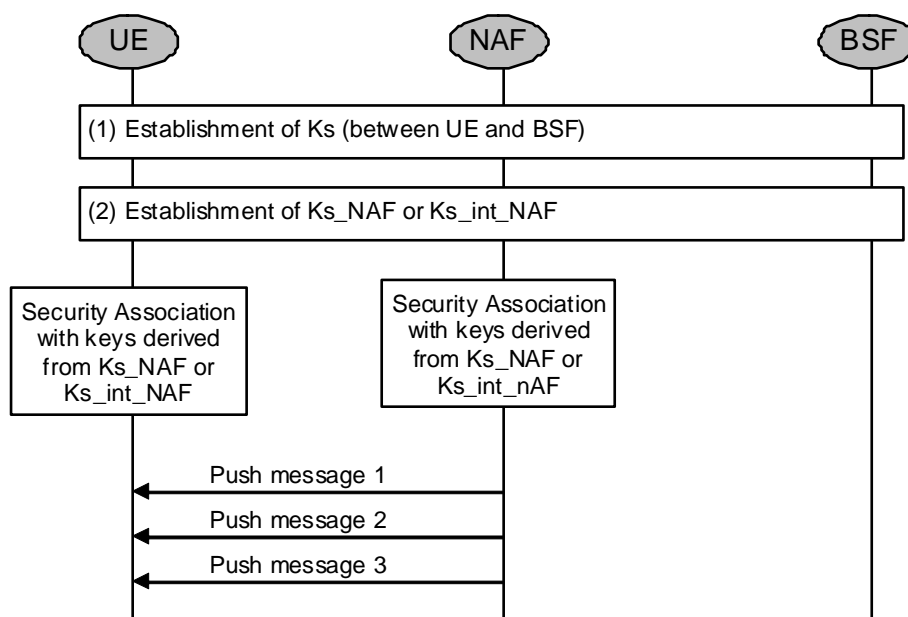 UE
NAF
BSF
(1) Establishment of Ks (between UE and BSF)
(2) Establishment of Ks_NAF or Ks_int_NAF
Security Association
with keys derived
from Ks_NAF or
Ks_int_NAF
Security Association
with keys derived
from Ks_NAF or
Ks_int_nAF
Push message 1
Push message 2
Push message 3